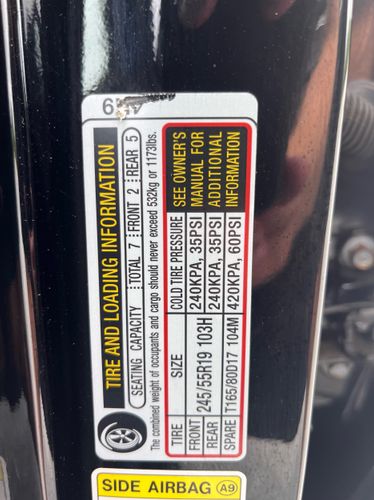 TIRE AND LOADING INFORMATION
SEATING CAPACITY TOTAL 7 FRONT 2 REAR 5
The combined weight of occupants and cargo should never exceed 532kg or 1173lbs.
TIRE SIZE COLD TIRE PRESSURE
FRONT 245/55R19 103H 240KPA, 35PSI
REAR 240KPA, 35PSI
SPARE T165/80D17 104M 420KPA, 60PSI
SEE OWNER'S
MANUAL FOR
ADDITIONAL
INFORMATION
SIDE AIRBAG A9